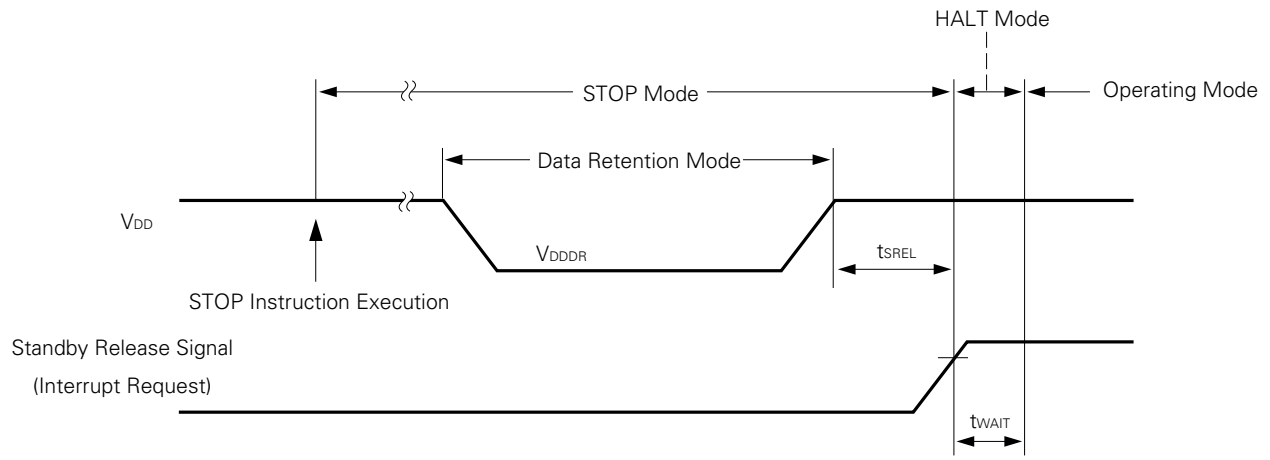 HALT Mode
STOP Mode
Operating Mode
Data Retention Mode
VDD
VDDDR
tSREL
STOP Instruction Execution
Standby Release Signal
(Interrupt Request)
tWAIT